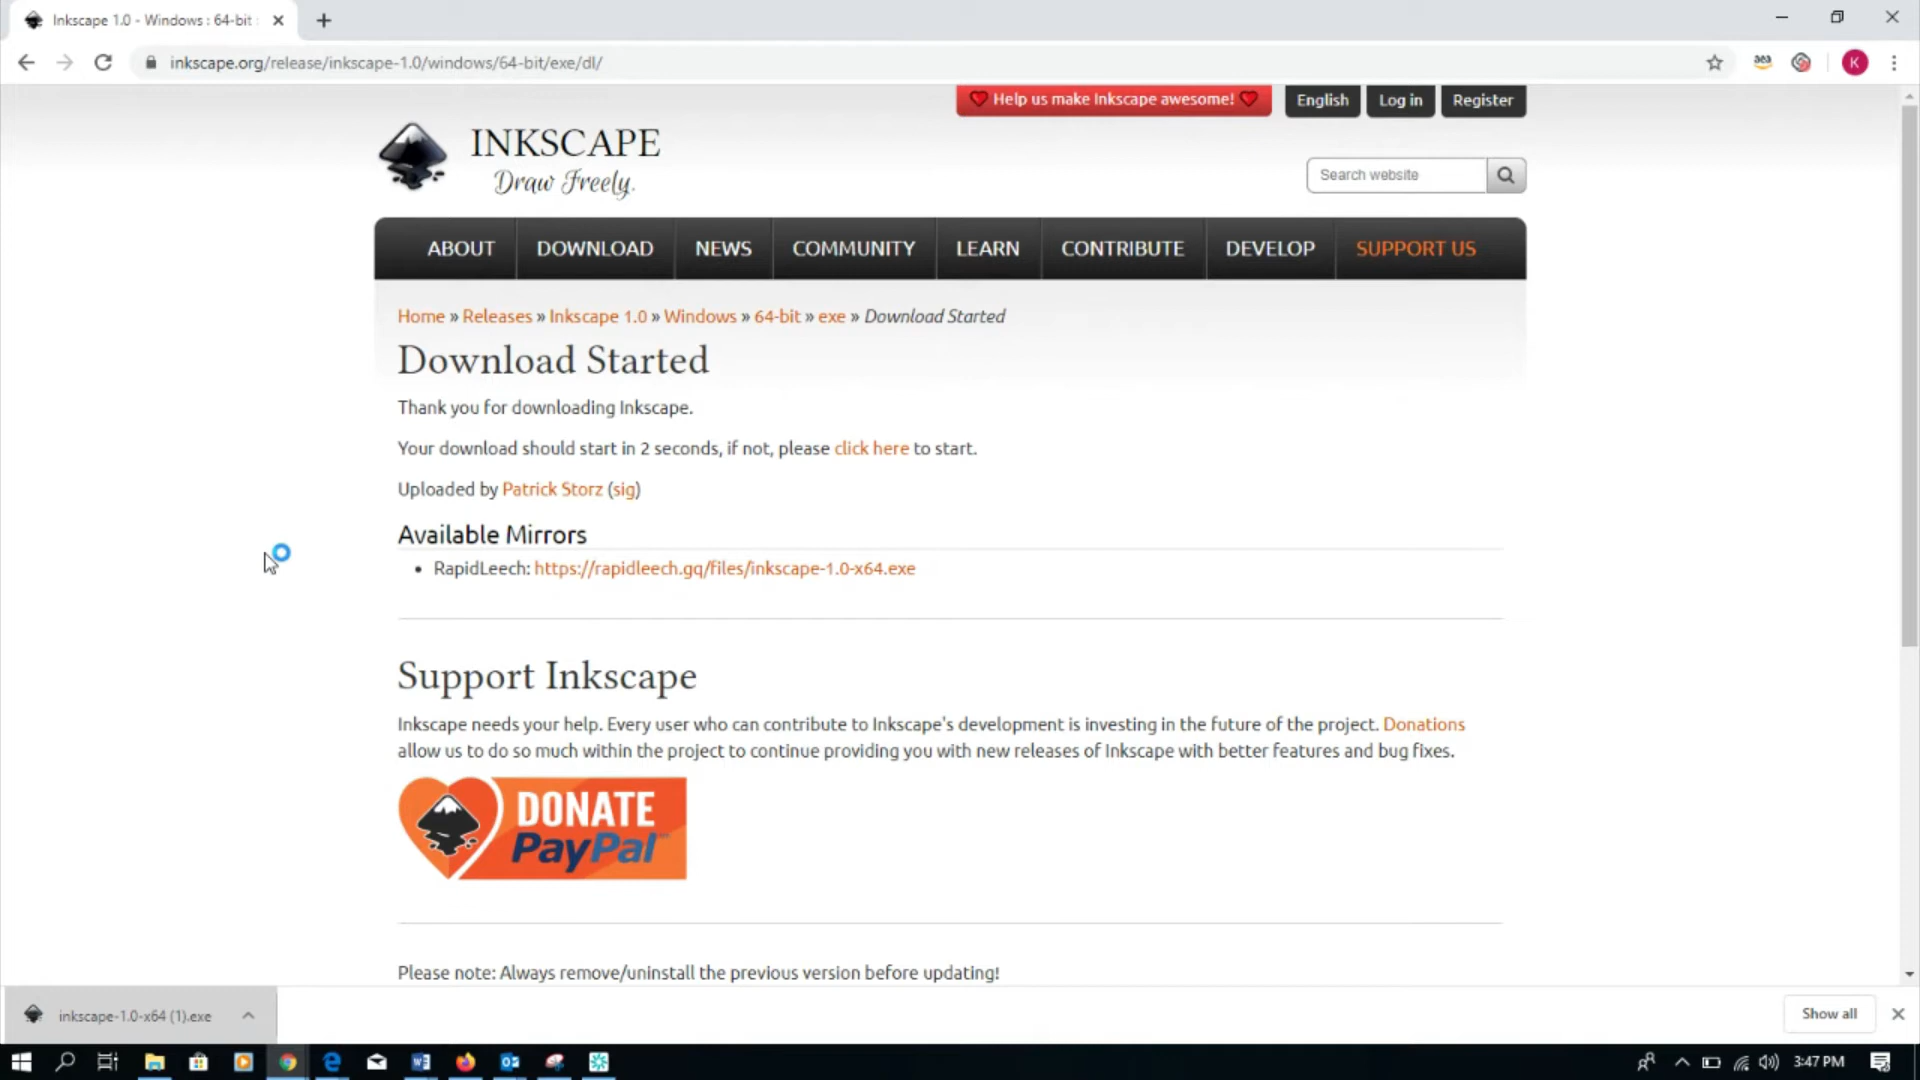 Inkscape 1.0 - Windows : 64-bit :
inkscape.org/release/inkscape-1.0/windows/64-bit/exe/dl/
K
Help us make Inkscape awesome!
English
Log in
Register
INKSCAPE
Draw Freely.
Search website
ABOUT
DOWNLOAD
NEWS
COMMUNITY
LEARN
CONTRIBUTE
DEVELOP
SUPPORT US
Home » Releases » Inkscape 1.0 » Windows » 64-bit » exe » Download Started
Download Started
Thank you for downloading Inkscape.
Your download should start in 2 seconds, if not, please click here to start.
Uploaded by Patrick Storz (sig)
Available Mirrors
• RapidLeech: https://rapidleech.gq/files/inkscape-1.0-x64.exe
Support Inkscape
Inkscape needs your help. Every user who can contribute to Inkscape's development is investing in the future of the project. Donations
allow us to do so much within the project to continue providing you with new releases of Inkscape with better features and bug fixes.
DONATE
PayPal
Please note: Always remove/uninstall the previous version before updating!
inkscape-1.0-x64 (1).exe
Show all
3:47 PM